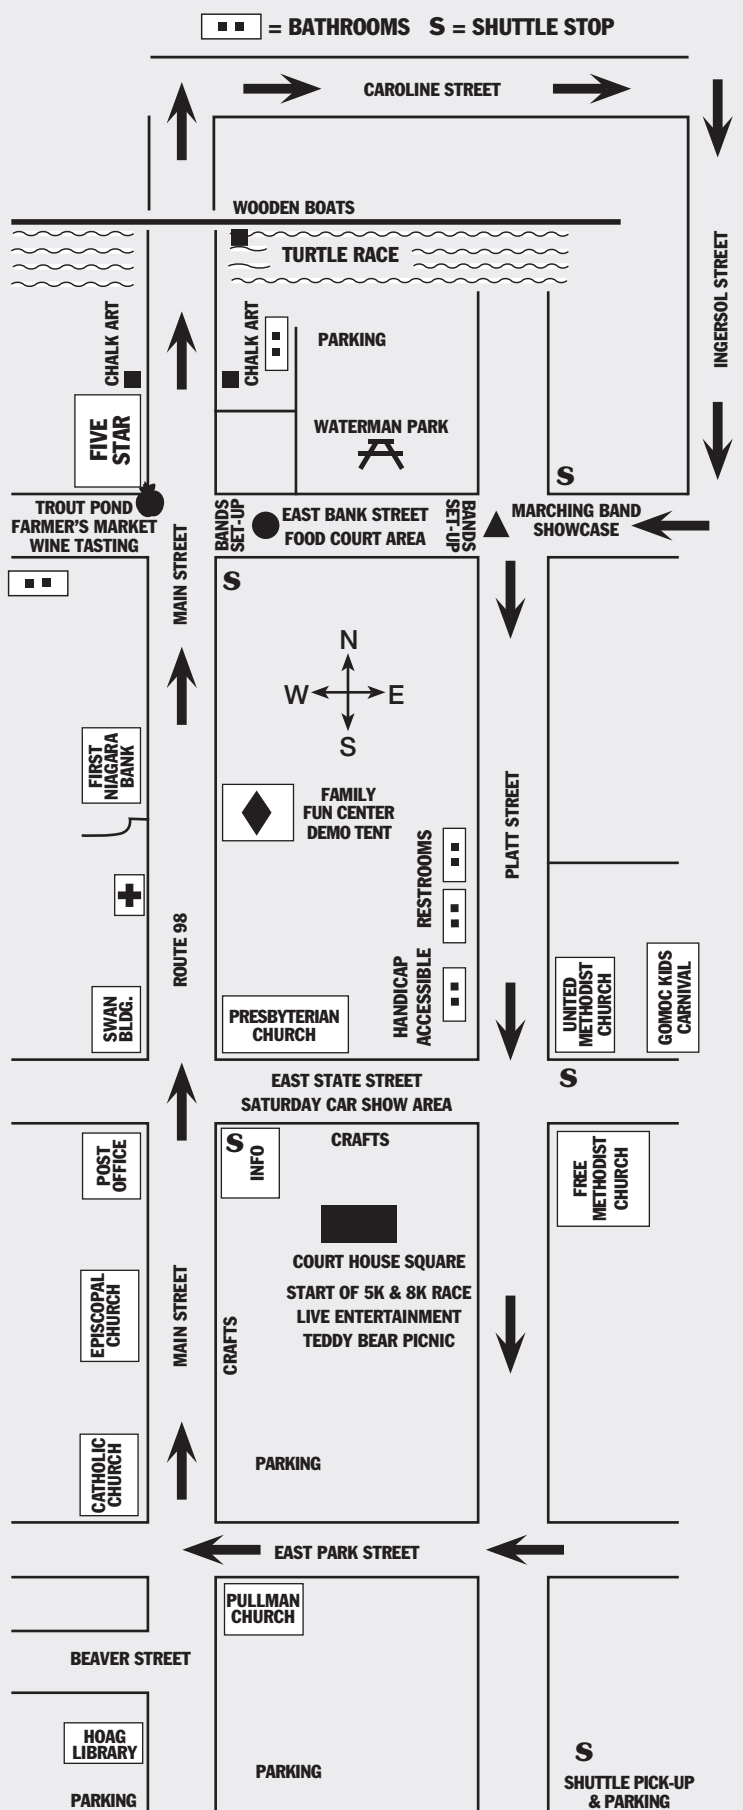 = BATHROOMS S = SHUTTLE STOP
CAROLINE STREET
WOODEN BOATS
TURTLE RACE
INGERSOL STREET
CHALK ART
CHALK ART
PARKING
FIVE
STAR
WATERMAN PARK
S
TROUT POND
FARMER'S MARKET
WINE TASTING
BANDS
SET-UP
EAST BANK STREET
FOOD COURT AREA
BANDS
SET-UP
MARCHING BAND
SHOWCASE
MAIN STREET
S
N
W E
S
FIRST
NIAGARA
BANK
FAMILY
FUN CENTER
DEMO TENT
PLATT STREET
RESTROOMS
ROUTE 98
HANDICAP
ACCESSIBLE
SWAN
BLDG.
PRESBYTERIAN
CHURCH
UNITED
METHODIST
CHURCH
GOMOC KIDS
CARNIVAL
EAST STATE STREET
SATURDAY CAR SHOW AREA
S
POST
OFFICE
S
INFO
CRAFTS
FREE
METHODIST
CHURCH
COURT HOUSE SQUARE
START OF 5K & 8K RACE
LIVE ENTERTAINMENT
TEDDY BEAR PICNIC
EPISCOPAL
CHURCH
MAIN STREET
CRAFTS
CATHOLIC
CHURCH
PARKING
EAST PARK STREET
PULLMAN
CHURCH
BEAVER STREET
HOAG
LIBRARY
PARKING
PARKING
S
SHUTTLE PICK-UP
& PARKING